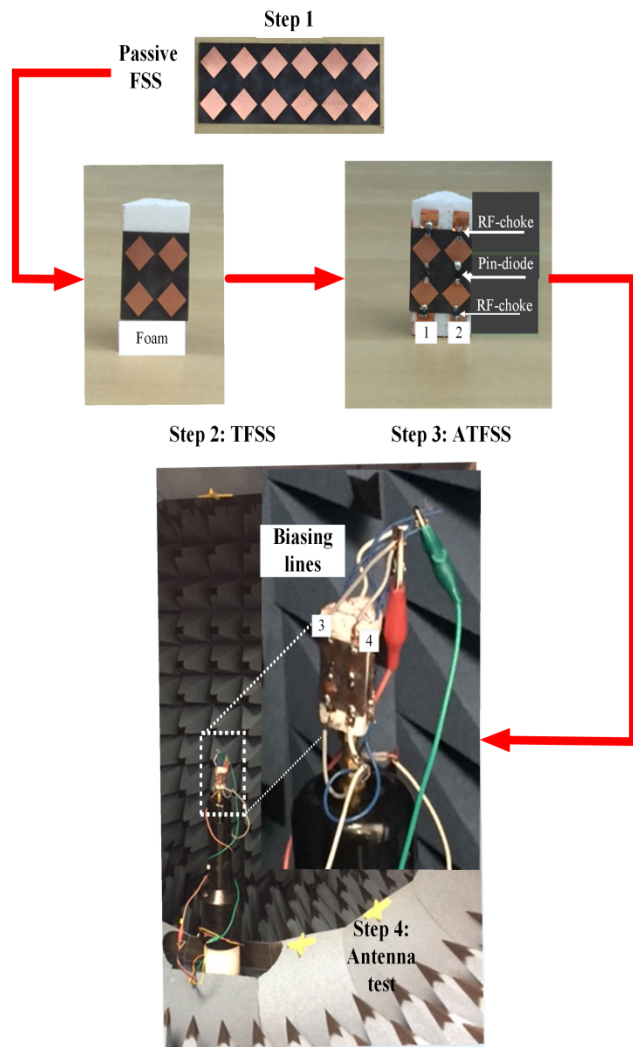 Step 1
Passive
FSS
Foam
RF-choke
Pin-diode
RF-choke
1
2
Step 2: TFSS
Step 3: ATFSS
Biasing
lines
3
4
Step 4:
Antenna
test